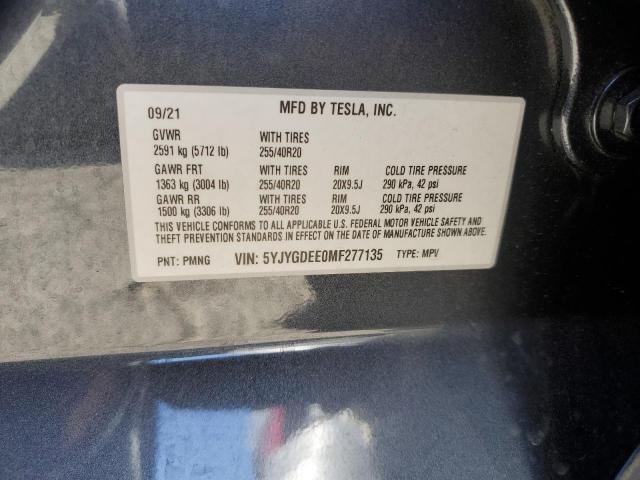 09/21 MFD BY TESLA, INC.
GVWR WITH TIRES
2591 kg (5712 lb) 255/40R20
GAWR FRT WITH TIRES RIM COLD TIRE PRESSURE
1363 kg (3004 lb) 255/40R20 20X9.5J 290 kPa, 42 psi
GAWR RR WITH TIRES RIM COLD TIRE PRESSURE
1500 kg (3306 lb) 255/40R20 20X9.5J 290 kPa, 42 psi
THIS VEHICLE CONFORMS TO ALL APPLICABLE U.S. FEDERAL MOTOR VEHICLE SAFETY AND
THEFT PREVENTION STANDARDS IN EFFECT ON THE DATE OF MANUFACTURE SHOWN ABOVE.
PNT: PMNG VIN: 5YJYGDEE0MF277135 TYPE: MPV